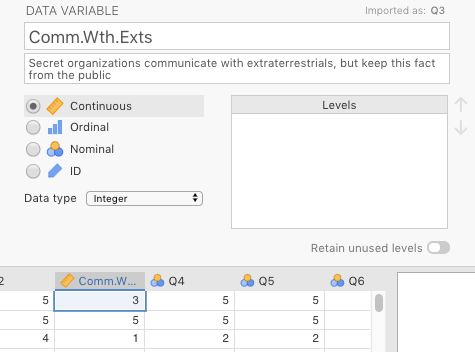 DATA VARIABLE
Imported as: Q3
Comm.Wth.Exts
Secret organizations communicate with extraterrestrials, but keep this fact
from the public
Continuous
Ordinal
Nominal
ID
Data type Integer
Levels
Retain unused levels
2 Comm.W... Q4 Q5 Q6
5 3 5 5
5 5 5 5
4 1 2 2